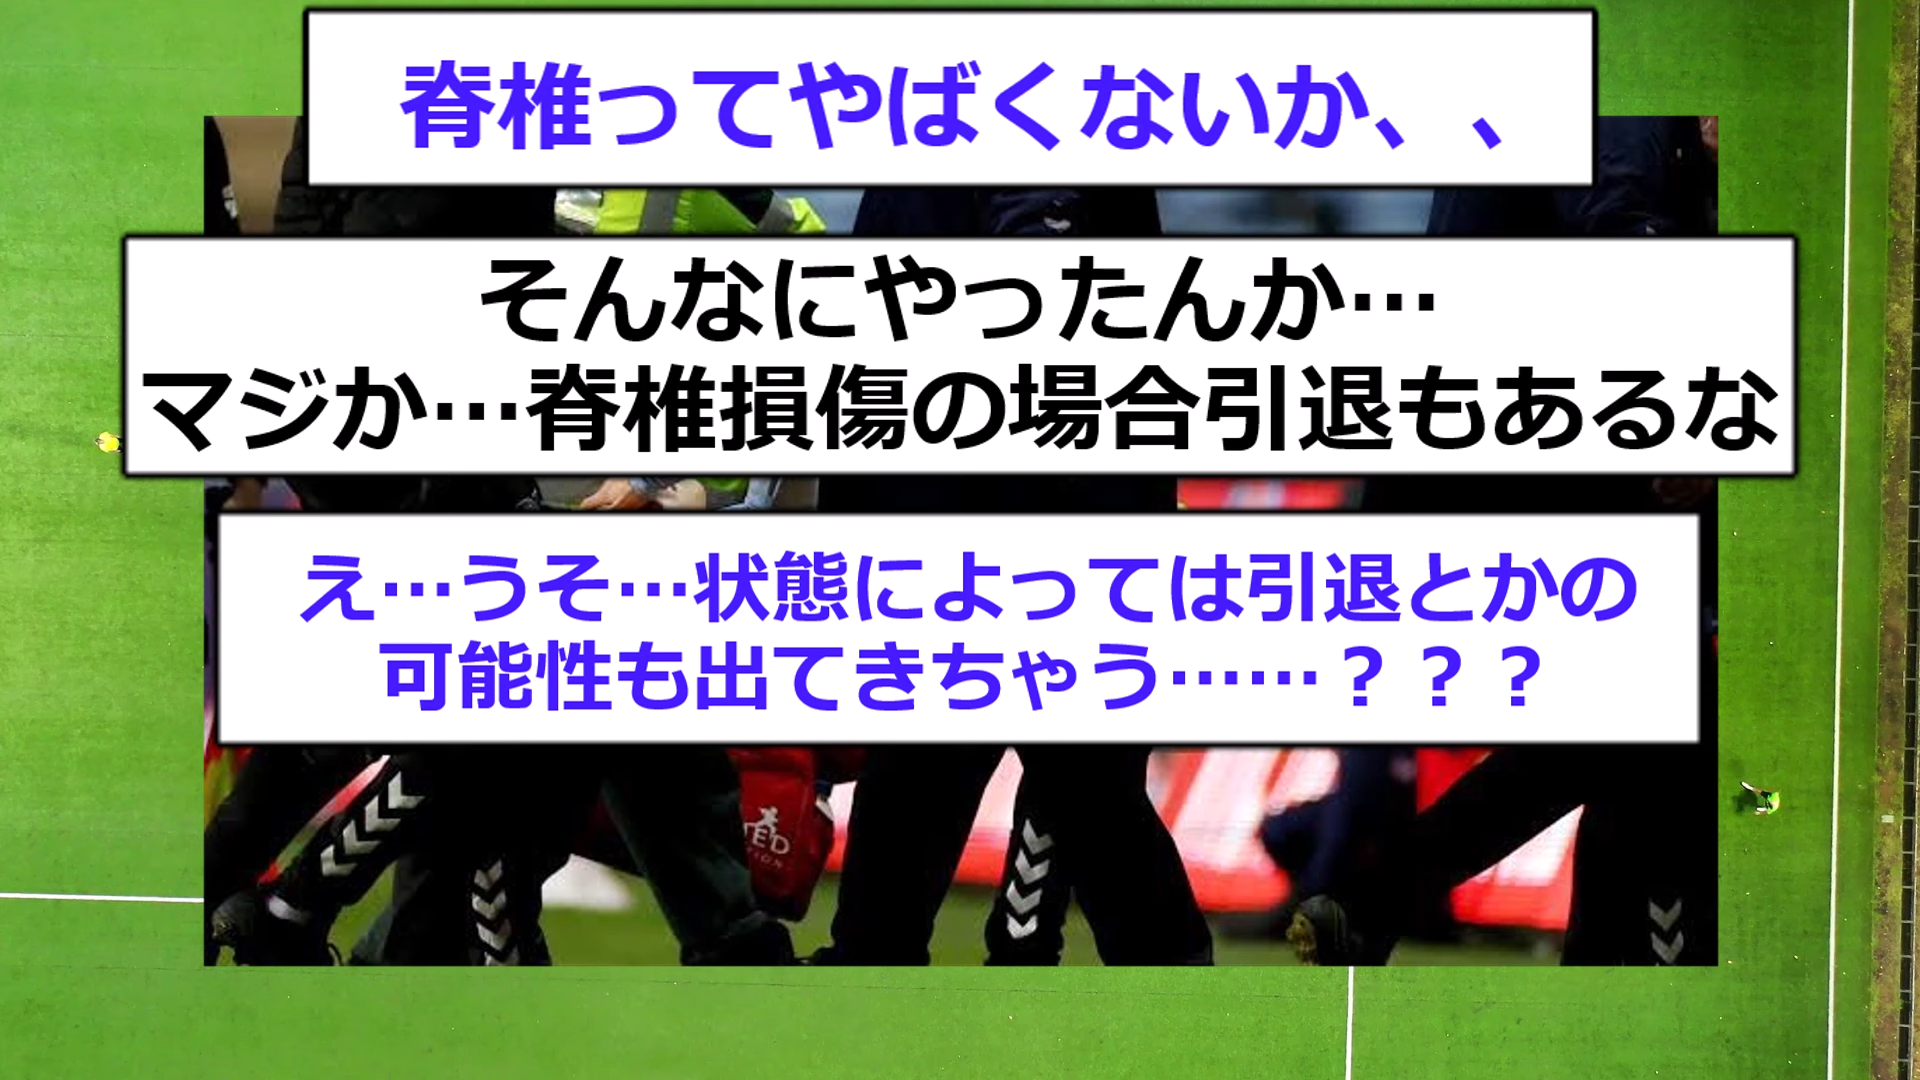 脊椎ってやばくないか、、
そんなにやったんか…
マジか…脊椎損傷の場合引退もあるな
え…うそ…状態によっては引退とかの
可能性も出てきちゃう……？？？